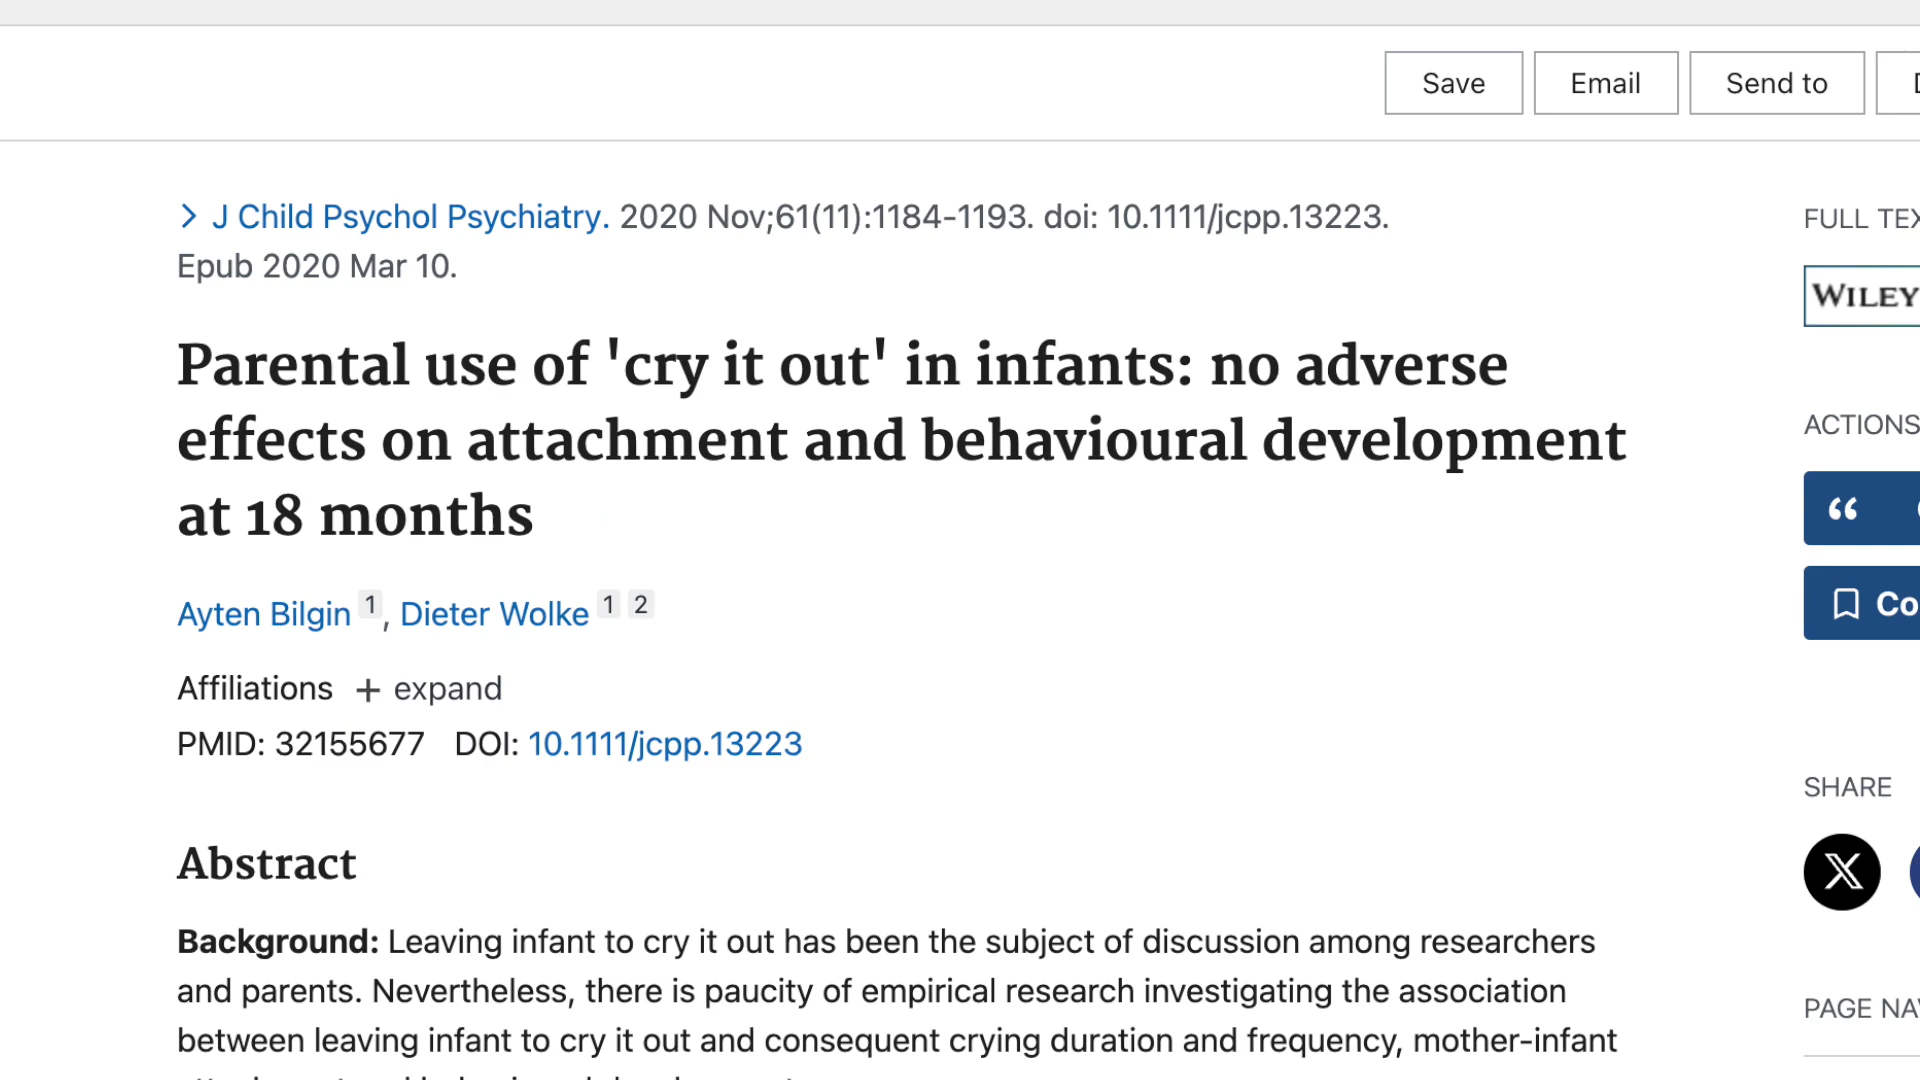 Save Email Send to
J Child Psychol Psychiatry. 2020 Nov;61(11):1184-1193. doi: 10.1111/jcpp.13223.
Epub 2020 Mar 10.
FULL TEX
WILEY
Parental use of 'cry it out' in infants: no adverse
effects on attachment and behavioural development
at 18 months
ACTIONS
Ayten Bilgin 1, Dieter Wolke 1 2
Co
Affiliations + expand
PMID: 32155677 DOI: 10.1111/jcpp.13223
SHARE
Abstract
Background: Leaving infant to cry it out has been the subject of discussion among researchers
and parents. Nevertheless, there is paucity of empirical research investigating the association
PAGE NA
between leaving infant to cry it out and consequent crying duration and frequency, mother-infant